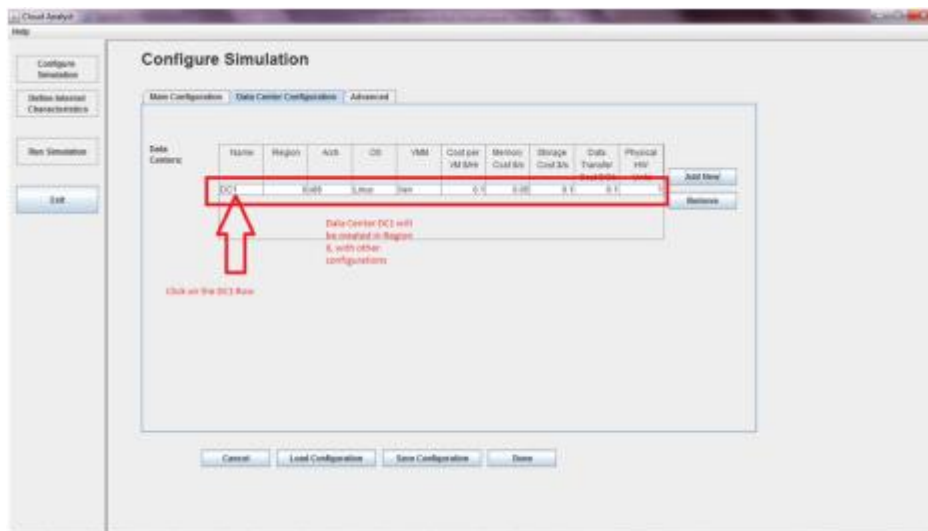 Cloud Analyst
Help
Configure
Simulation
Define Internet
Characteristics
Run Simulation
Exit
Configure Simulation
Main Configuration Data Center Configuration Advanced
Data
Centers:
Name Region Arch OS VMM Cost per
VM $/Hr Memory
Cost $/s Storage
Cost $/s Data
Transfer
Cost $/Gb Physical
HW
Units
DC1 0 x86 Linux Xen 0.1 0.05 0.1 0.1 1
Add New
Remove
Data Center DC1 will
be created in Region
0, with other
configurations
Click on the DC1 Row
Cancel Load Configuration Save Configuration Done